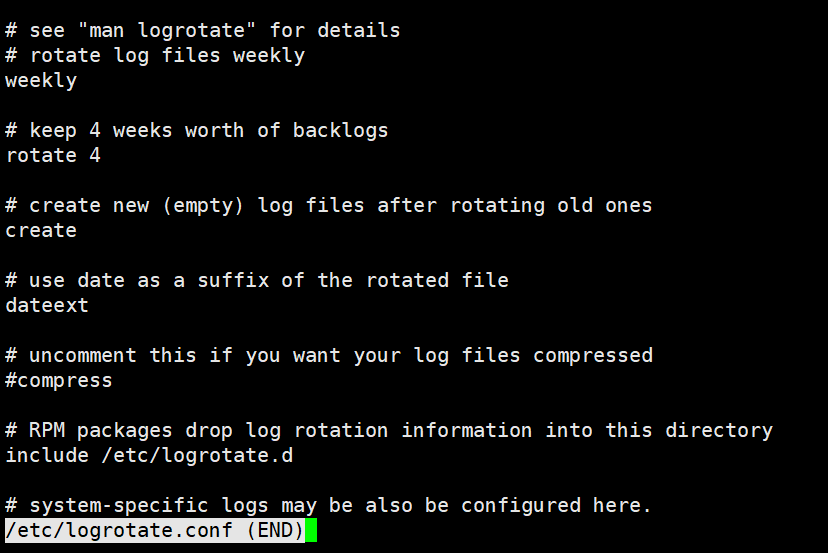 # see "man logrotate" for details
# rotate log files weekly
weekly
# keep 4 weeks worth of backlogs
rotate 4
# create new (empty) log files after rotating old ones
create
# use date as a suffix of the rotated file
dateext
# uncomment this if you want your log files compressed
#compress
# RPM packages drop log rotation information into this directory
include /etc/logrotate.d
# system-specific logs may be also be configured here.
/etc/logrotate.conf (END)